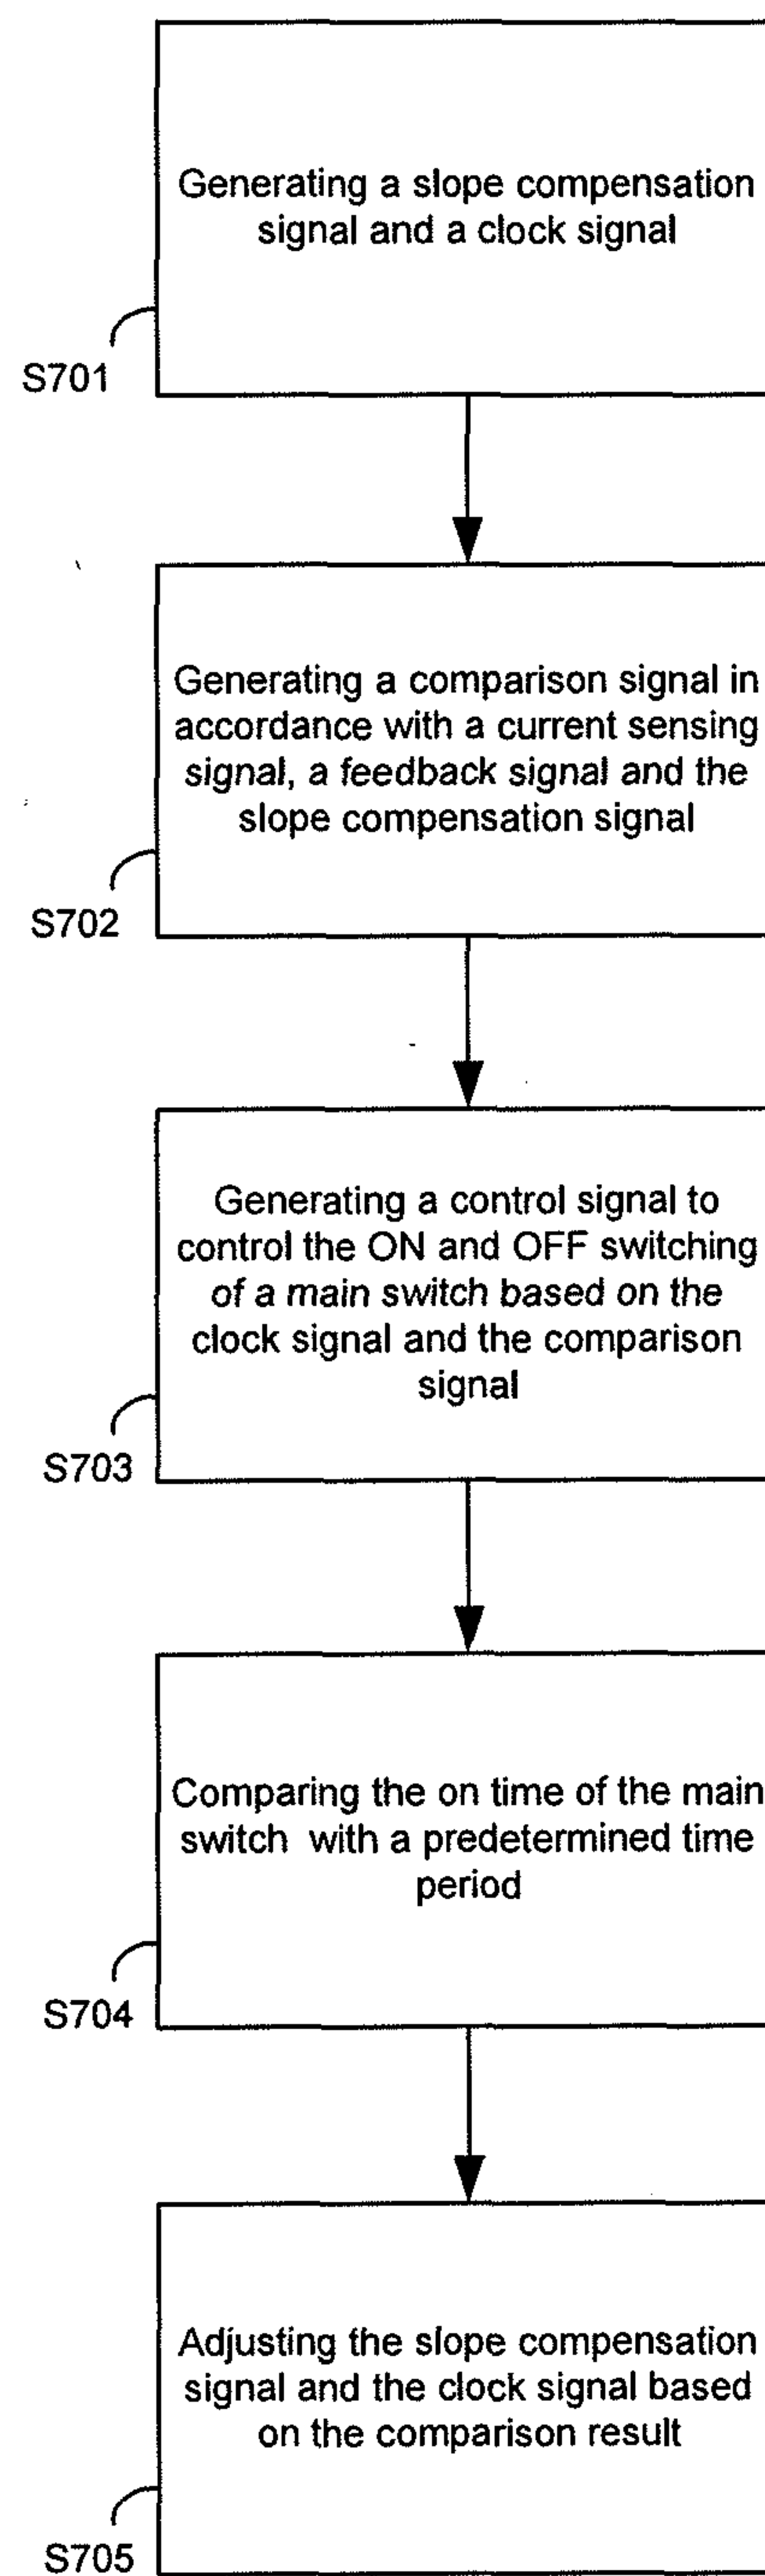 Generating a slope compensation
signal and a clock signal
S701
Generating a comparison signal in
accordance with a current sensing
signal, a feedback signal and the
slope compensation signal
S702
Generating a control signal to
control the ON and OFF switching
of a main switch based on the
clock signal and the comparison
signal
S703
Comparing the on time of the main
switch with a predetermined time
period
S704
Adjusting the slope compensation
signal and the clock signal based
on the comparison result
S705